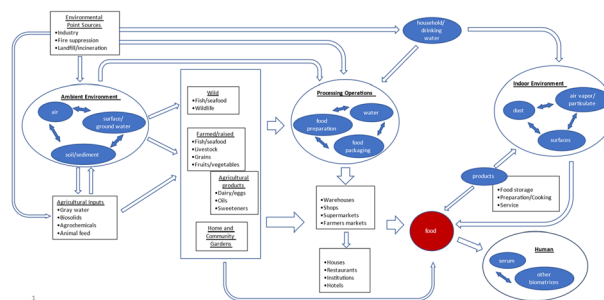 Environmental
Point Sources
•Industry
•Fire suppression
•Landfill/incineration
household/
drinking
water
Ambient Environment
air
surface/
ground water
soil/sediment
Wild
•Fish/seafood
•Wildlife
Farmed/raised
•Fish/seafood
•Livestock
•Grains
•Fruits/vegetables
Agricultural
products
•Dairy/eggs
•Oils
•Sweeteners
Home and
Community
Gardens
Processing Operations
water
food
preparation
food
packaging
Indoor Environment
air vapor/
particulate
dust
surfaces
products
•Food storage
•Preparation/Cooking
•Service
Agricultural Inputs
•Gray water
•Biosolids
•Agrochemicals
•Animal feed
•Warehouses
•Shops
•Supermarkets
•Farmers markets
food
•Houses
•Restaurants
•Institutions
•Hotels
Human
serum
other
biomatrices
1